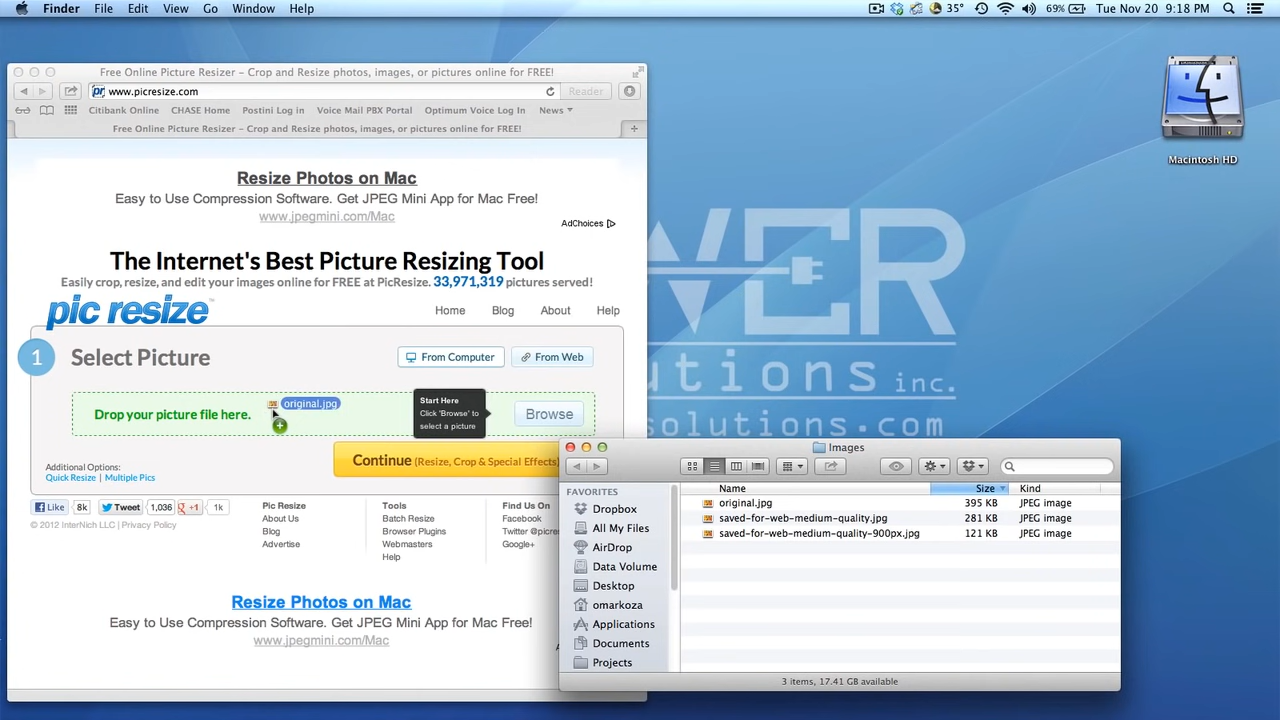 Finder File Edit View Go Window Help
35° 69% Tue Nov 20 9:18 PM
Free Online Picture Resizer – Crop and Resize photos, images, or pictures online for FREE!
pr www.picresize.com Reader
Citibank Online CHASE Home Postini Log in Voice Mail PBX Portal Optimum Voice Log In News
Free Online Picture Resizer – Crop and Resize photos, images, or pictures online for FREE! +
Resize Photos on Mac
Easy to Use Compression Software. Get JPEG Mini App for Mac Free!
www.jpegmini.com/Mac
AdChoices
The Internet's Best Picture Resizing Tool
Easily crop, resize, and edit your images online for FREE at PicResize. 33,971,319 pictures served!
pic resize™
Home Blog About Help
1 Select Picture From Computer From Web
Drop your picture file here. original.jpg
Start Here
Click 'Browse' to
select a picture
Browse
Continue (Resize, Crop & Special Effects)
Additional Options:
Quick Resize | Multiple Pics
Like 8k Tweet 1,036 +1 1k
© 2012 InterNich LLC | Privacy Policy
Pic Resize
About Us
Blog
Advertise
Tools
Batch Resize
Browser Plugins
Webmasters
Help
Find Us On
Facebook
Google+
Resize Photos on Mac
Easy to Use Compression Software. Get JPEG Mini App for Mac Free!
www.jpegmini.com/Mac
Macintosh HD
WER
utions inc.
solutions.com
Images
FAVORITES
Dropbox
All My Files
AirDrop
Data Volume
Desktop
omarkoza
Applications
Documents
Projects
Name Size Kind
original.jpg 395 KB JPEG image
saved-for-web-medium-quality.jpg 281 KB JPEG image
saved-for-web-medium-quality-900px.jpg 121 KB JPEG image
3 items, 17.41 GB available